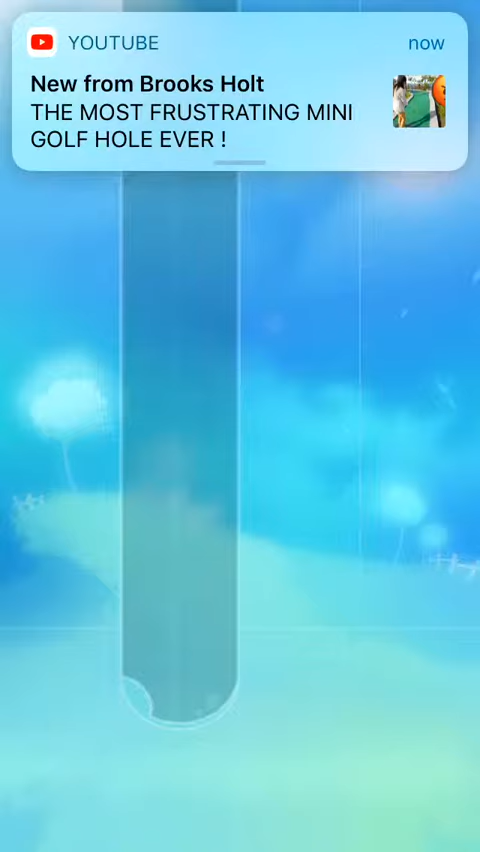 YOUTUBE
now
New from Brooks Holt
THE MOST FRUSTRATING MINI
GOLF HOLE EVER !